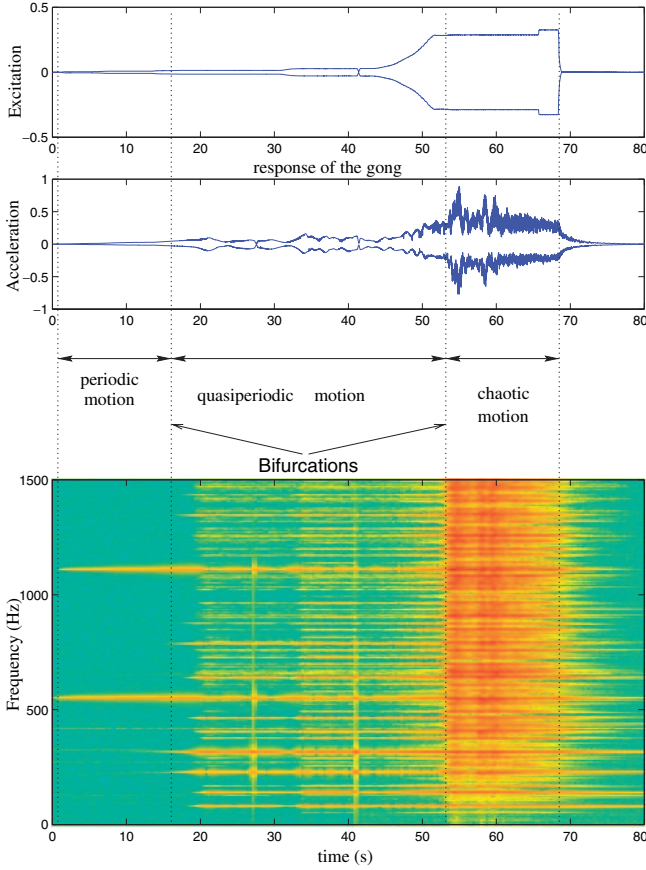 Excitation
0.5
0
−0.5
0 10 20 30 40 50 60 70 80
response of the gong
Acceleration
1
0.5
0
−0.5
−1
0 10 20 30 40 50 60 70 80
periodic motion
quasiperiodic motion
chaotic motion
Bifurcations
Frequency (Hz)
1500
1000
500
0
0 10 20 30 40 50 60 70 80
time (s)